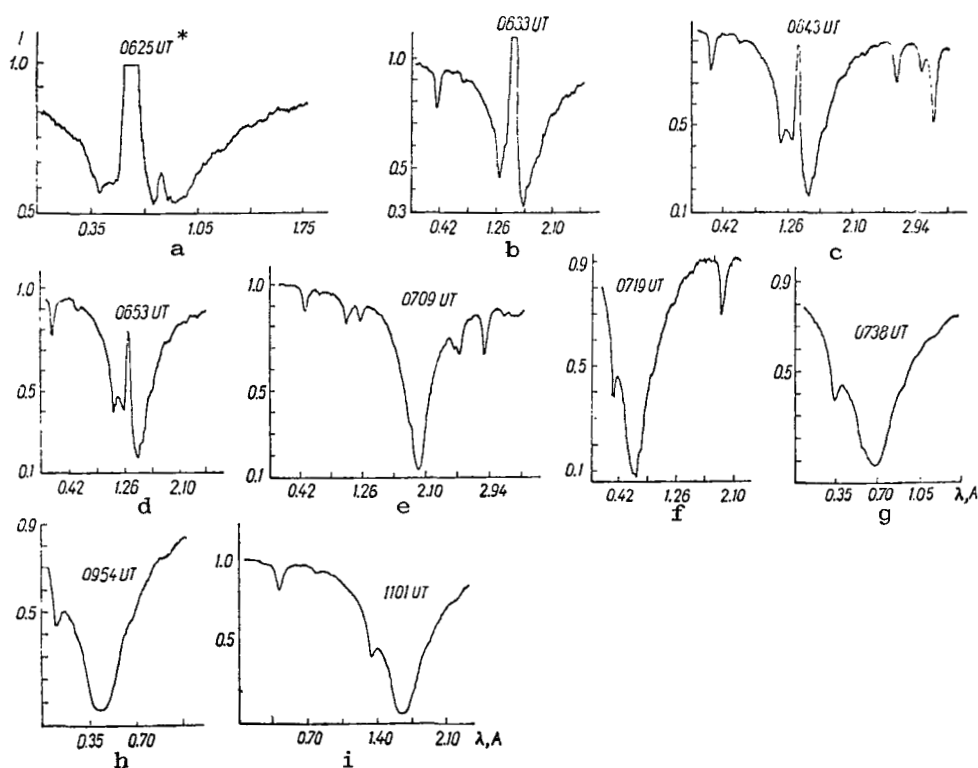 I 0625 UT * 0633 UT 0643 UT
1.0 1.0
0.5 0.5 0.3 0.5 0.1
0.35 1.05 1.75 0.42 1.26 2.10 0.42 1.26 2.10 2.94
a b c
0653 UT 0709 UT 0719 UT 0738 UT
1.0 1.0 0.9
0.5 0.5 0.5 0.5
0.1 0.1 0.1
0.42 1.26 2.10 0.42 1.26 2.10 2.94 0.42 1.26 2.10 0.35 0.70 1.05 λ, A
d e f g
0954 UT 1101 UT
0.9 1.0
0.5 0.5
0.35 0.70 0.70 1.40 2.10 λ, A
h i